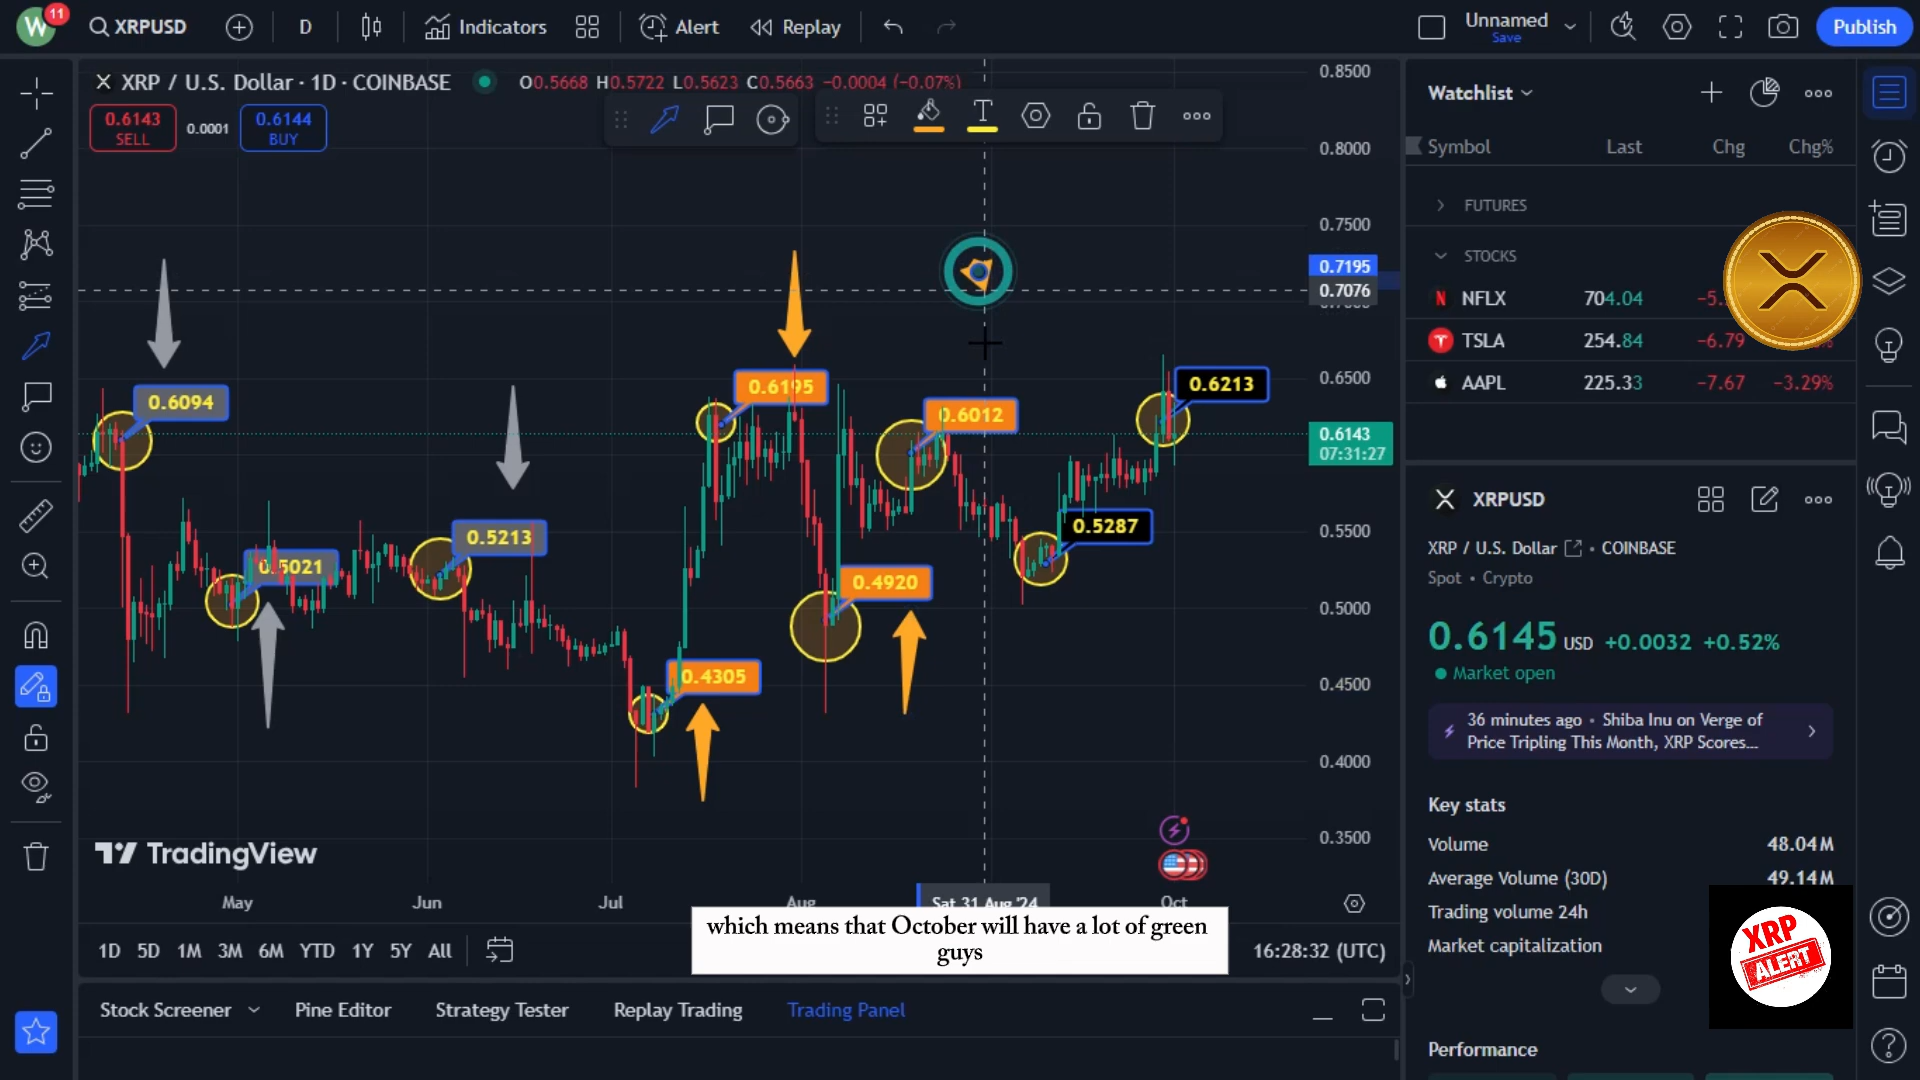 W 11 XRPUSD D Indicators Alert Replay Unnamed Save Publish
XRP / U.S. Dollar · 1D · COINBASE O0.5668 H0.5722 L0.5623 C0.5663 −0.0004 (−0.07%)
0.6143 SELL 0.0001 0.6144 BUY
0.8500
0.8000
0.7500
0.7195
0.7076
0.6500
0.6143
07:31:27
0.5500
0.5000
0.4500
0.4000
0.3500
0.6094
0.5021
0.5213
0.4305
0.6195
0.4920
0.6012
0.5287
0.6213
TradingView
May Jun Jul Aug Sat 31 Aug '24 Oct
which means that October will have a lot of green
guys
1D 5D 1M 3M 6M YTD 1Y 5Y All 16:28:32 (UTC)
Stock Screener Pine Editor Strategy Tester Replay Trading Trading Panel
Watchlist
Symbol Last Chg Chg%
FUTURES
STOCKS
NFLX 704.04
TSLA 254.84 −6.79
AAPL 225.33 −7.67 −3.29%
XRPUSD
XRP / U.S. Dollar • COINBASE
Spot • Crypto
0.6145 USD +0.0032 +0.52%
Market open
36 minutes ago • Shiba Inu on Verge of
Price Tripling This Month, XRP Scores...
Key stats
Volume 48.04M
Average Volume (30D) 49.14M
Trading volume 24h
Market capitalization
XRP
ALERT
Performance